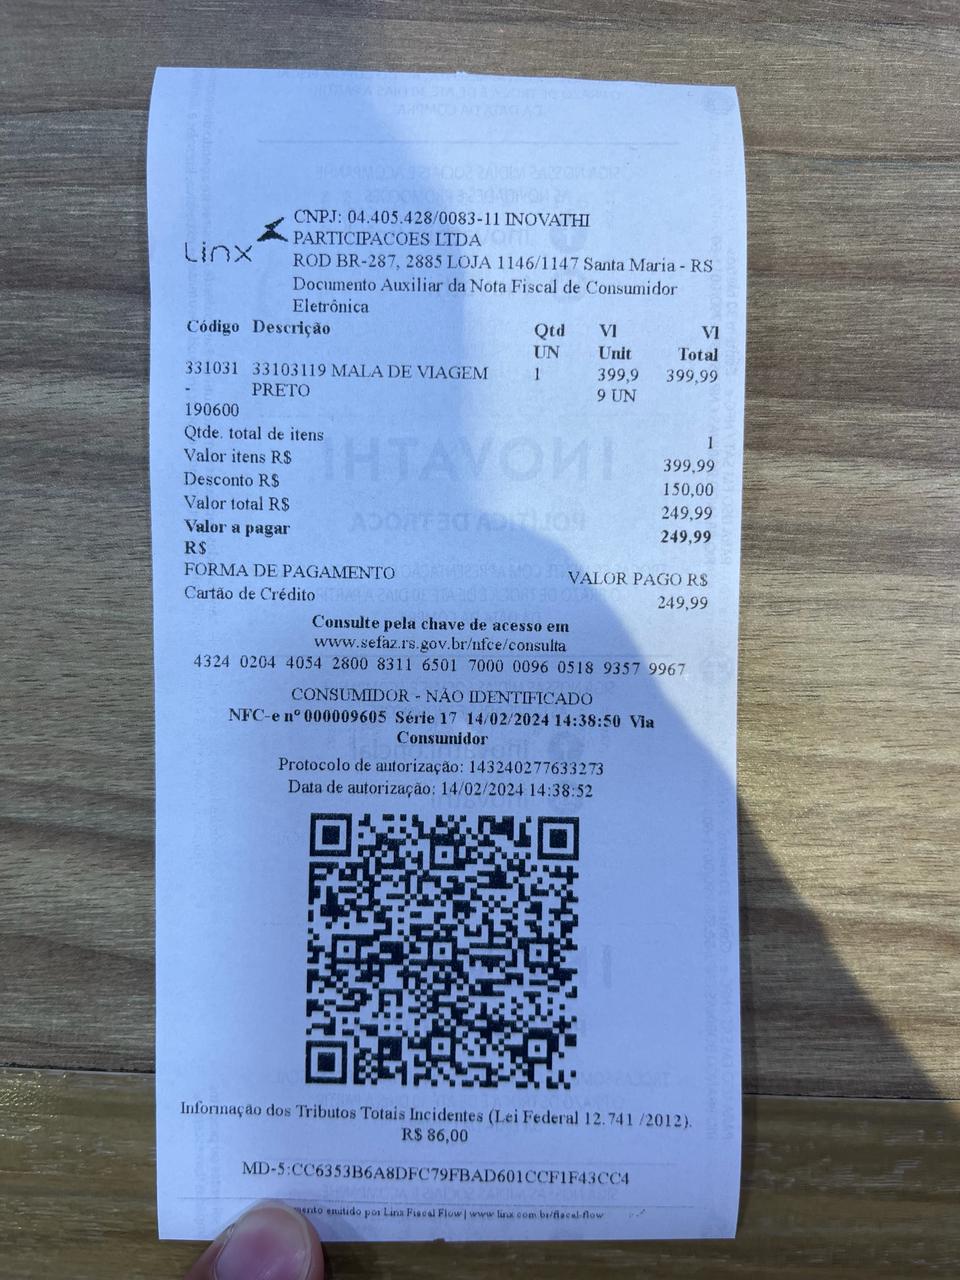 Linx
CNPJ: 04.405.428/0083-11 INOVATHI
PARTICIPACOES LTDA
ROD BR-287, 2885 LOJA 1146/1147 Santa Maria - RS
Documento Auxiliar da Nota Fiscal de Consumidor
Eletrônica
Código Descrição Qtd Vl Vl
UN Unit Total
331031 33103119 MALA DE VIAGEM 1 399,9 399,99
- PRETO 9 UN
190600
Qtde. total de itens 1
Valor itens R$ 399,99
Desconto R$ 150,00
Valor total R$ 249,99
Valor a pagar 249,99
R$
FORMA DE PAGAMENTO VALOR PAGO R$
Cartão de Crédito 249,99
Consulte pela chave de acesso em
www.sefaz.rs.gov.br/nfce/consulta
4324 0204 4054 2800 8311 6501 7000 0096 0518 9357 9967
CONSUMIDOR - NÃO IDENTIFICADO
NFC-e nº 000009605 Série 17 14/02/2024 14:38:50 Via
Consumidor
Protocolo de autorização: 143240277633273
Data de autorização: 14/02/2024 14:38:52
Informação dos Tributos Totais Incidentes (Lei Federal 12.741 /2012).
R$ 86,00
MD-5:CC6353B6A8DFC79FBAD601CCF1F43CC4
emitido por Linx Fiscal Flow | www.linx.com.br/fiscal-flow
INOVATHI
POLÍTICA DE TROCA